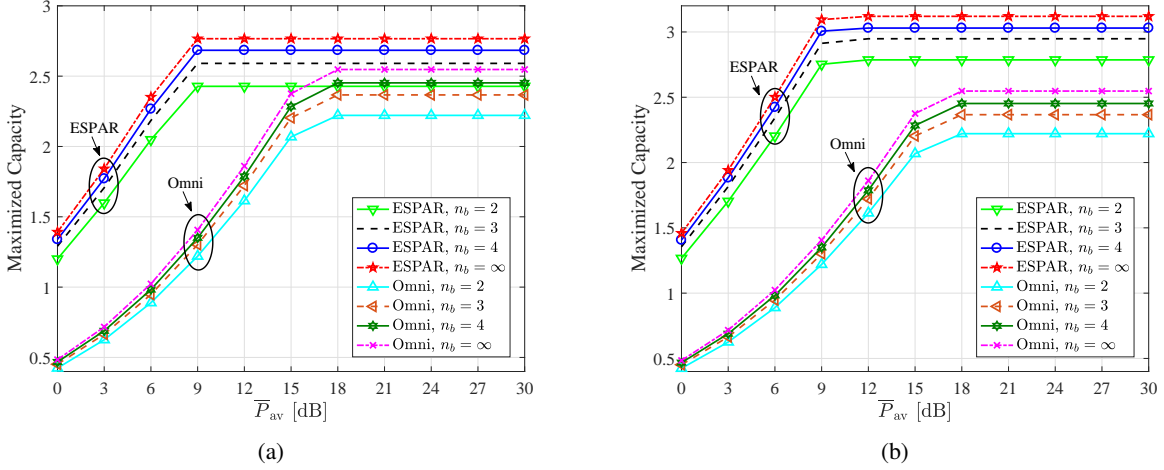 3
2.5
2
1.5
1
0.5
Maximized Capacity
ESPAR
Omni
ESPAR, n_b = 2
ESPAR, n_b = 3
ESPAR, n_b = 4
ESPAR, n_b = ∞
Omni, n_b = 2
Omni, n_b = 3
Omni, n_b = 4
Omni, n_b = ∞
0 3 6 9 12 15 18 21 24 27 30
P̅_av [dB]
(a)
3
2.5
2
1.5
1
0.5
Maximized Capacity
ESPAR
Omni
ESPAR, n_b = 2
ESPAR, n_b = 3
ESPAR, n_b = 4
ESPAR, n_b = ∞
Omni, n_b = 2
Omni, n_b = 3
Omni, n_b = 4
Omni, n_b = ∞
0 3 6 9 12 15 18 21 24 27 30
P̅_av [dB]
(b)